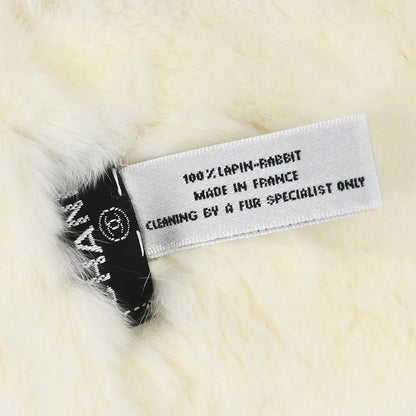 100% LAPIN-RABBIT
MADE IN FRANCE
CLEANING BY A FUR SPECIALIST ONLY